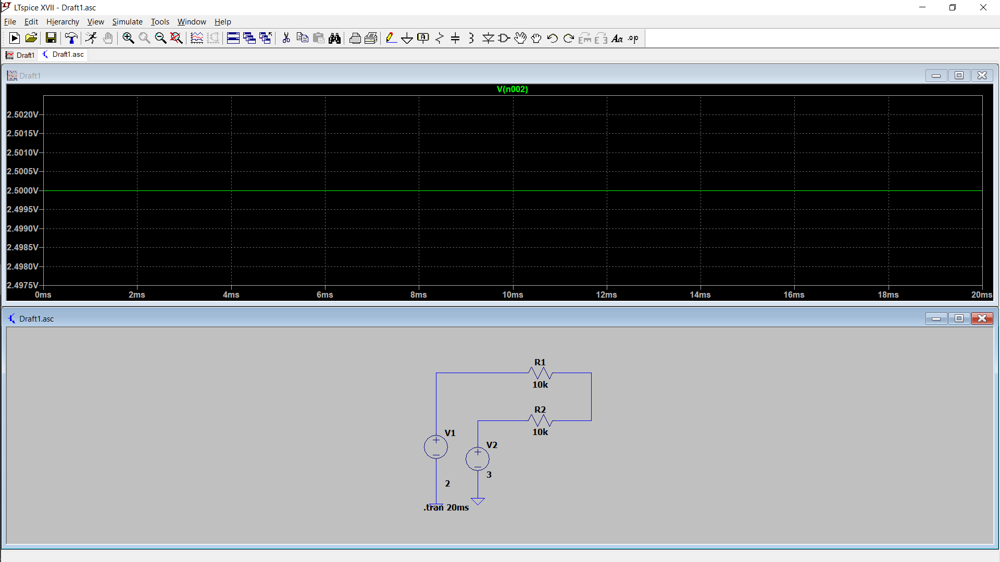 LTspice XVII - Draft1.asc
File Edit Hierarchy View Simulate Tools Window Help
Draft1 Draft1.asc
Draft1
V(n002)
2.5020V
2.5015V
2.5010V
2.5005V
2.5000V
2.4995V
2.4990V
2.4985V
2.4980V
2.4975V
0ms 2ms 4ms 6ms 8ms 10ms 12ms 14ms 16ms 18ms 20ms
Draft1.asc
R1
10k
R2
10k
V1
V2
3
2
.tran 20ms